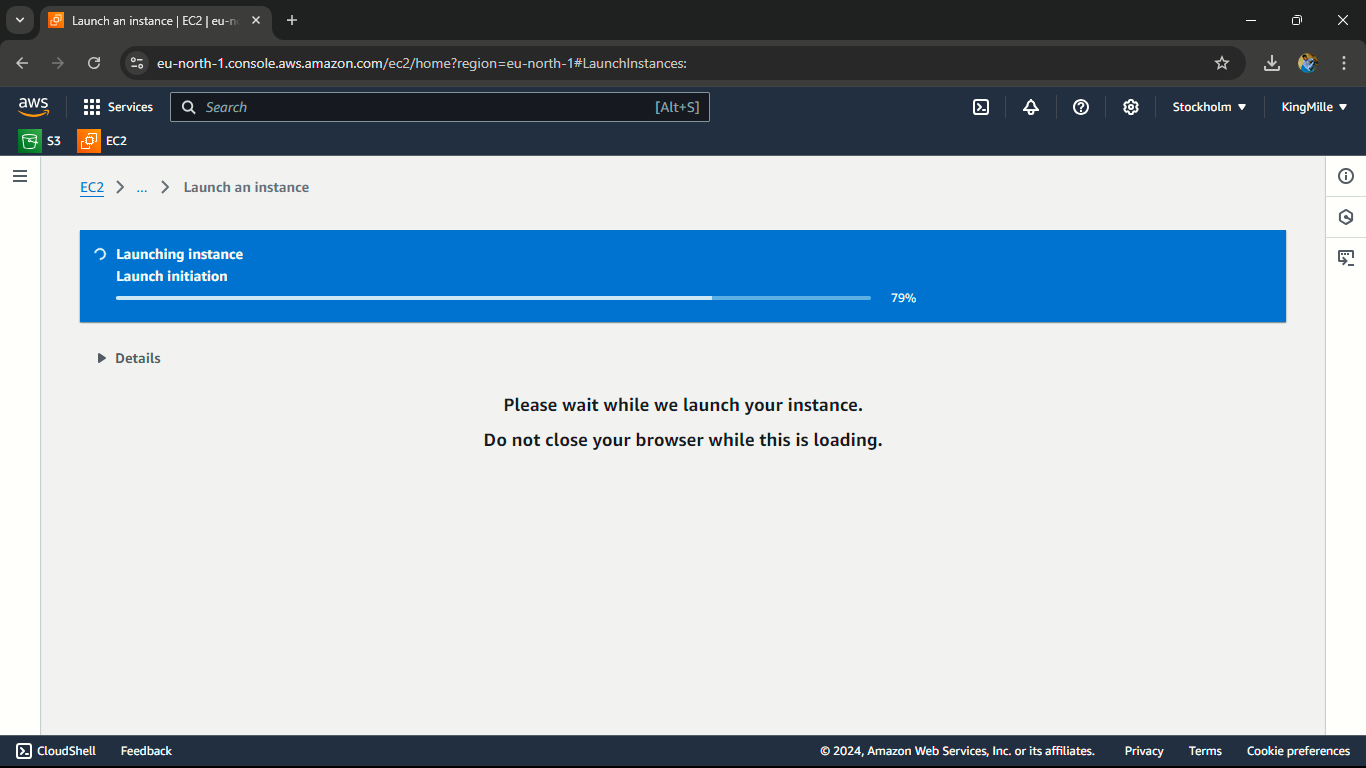 Launch an instance | EC2 | eu-n
eu-north-1.console.aws.amazon.com/ec2/home?region=eu-north-1#LaunchInstances:
aws
Services
Search
[Alt+S]
Stockholm
KingMille
S3
EC2
EC2 > ... > Launch an instance
Launching instance
Launch initiation
79%
Details
Please wait while we launch your instance.
Do not close your browser while this is loading.
CloudShell
Feedback
© 2024, Amazon Web Services, Inc. or its affiliates.
Privacy
Terms
Cookie preferences